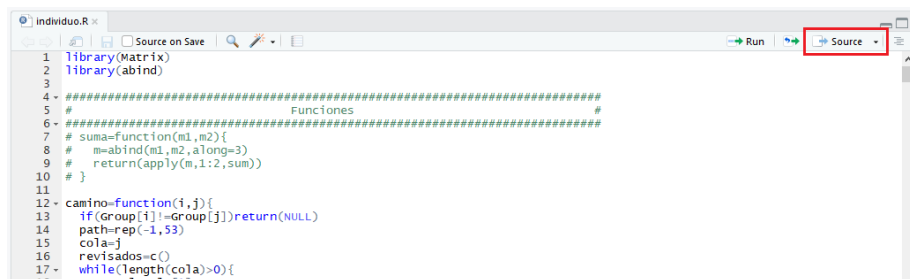 individuo.R
Source on Save Run Source
1 library(Matrix)
2 library(abind)
3
4 ############################################################################
5 #                               Funciones                                  #
6 ############################################################################
7 # suma=function(m1,m2){
8 #   m=abind(m1,m2,along=3)
9 #   return(apply(m,1:2,sum))
10 # }
11
12 camino=function(i,j){
13   if(Group[i]!=Group[j])return(NULL)
14   path=rep(-1,53)
15   cola=j
16   revisados=c()
17   while(length(cola)>0){